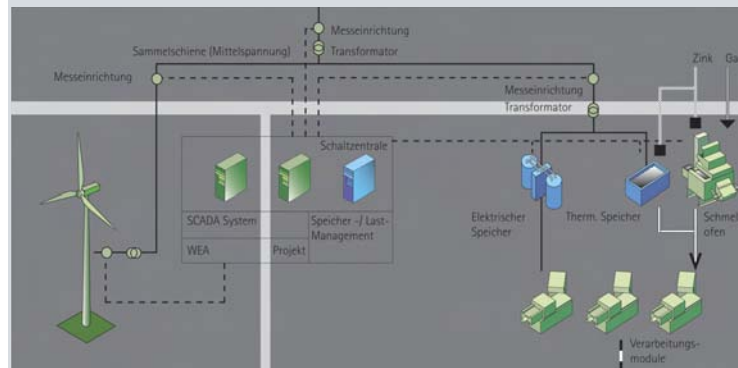 Messeinrichtung
Zink
Ga
Sammelschiene (Mittelspannung)
Transformator
Messeinrichtung
Messeinrichtung
Transformator
Schaltzentrale
SCADA System
Speicher -/ Last-
Management
WEA
Projekt
Elektrischer
Speicher
Therm. Speicher
Schmel
ofen
Verarbeitungs-
module